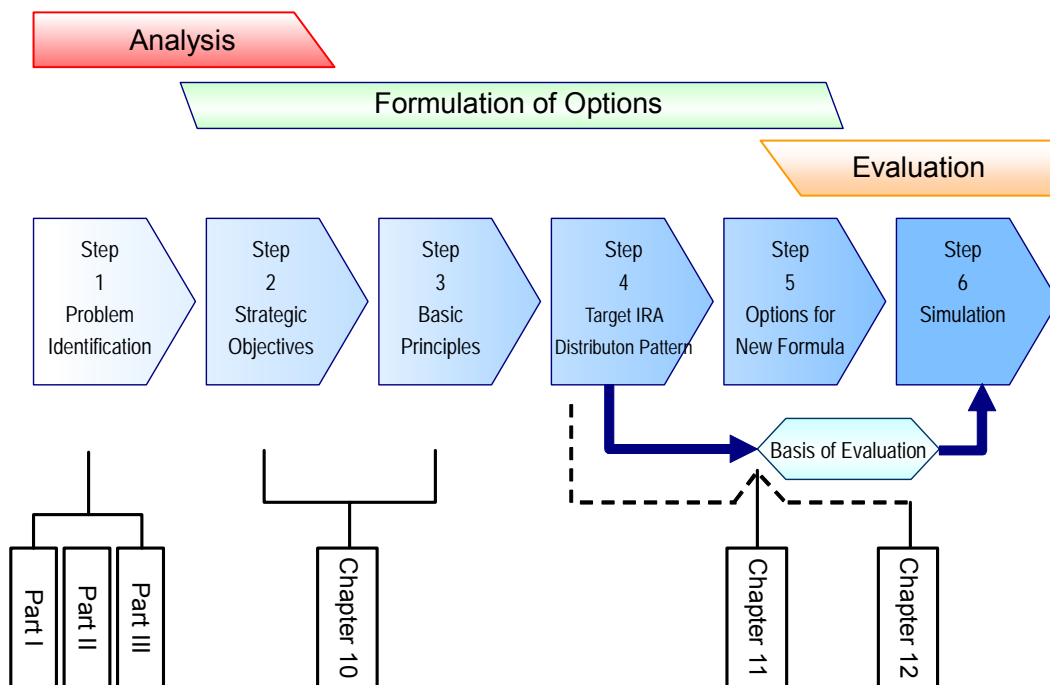 Analysis
Formulation of Options
Evaluation
Step
1
Problem
Identification
Step
2
Strategic
Objectives
Step
3
Basic
Principles
Step
4
Target IRA
Distributon Pattern
Step
5
Options for
New Formula
Step
6
Simulation
Basis of Evaluation
Part I
Part II
Part III
Chapter 10
Chapter 11
Chapter 12